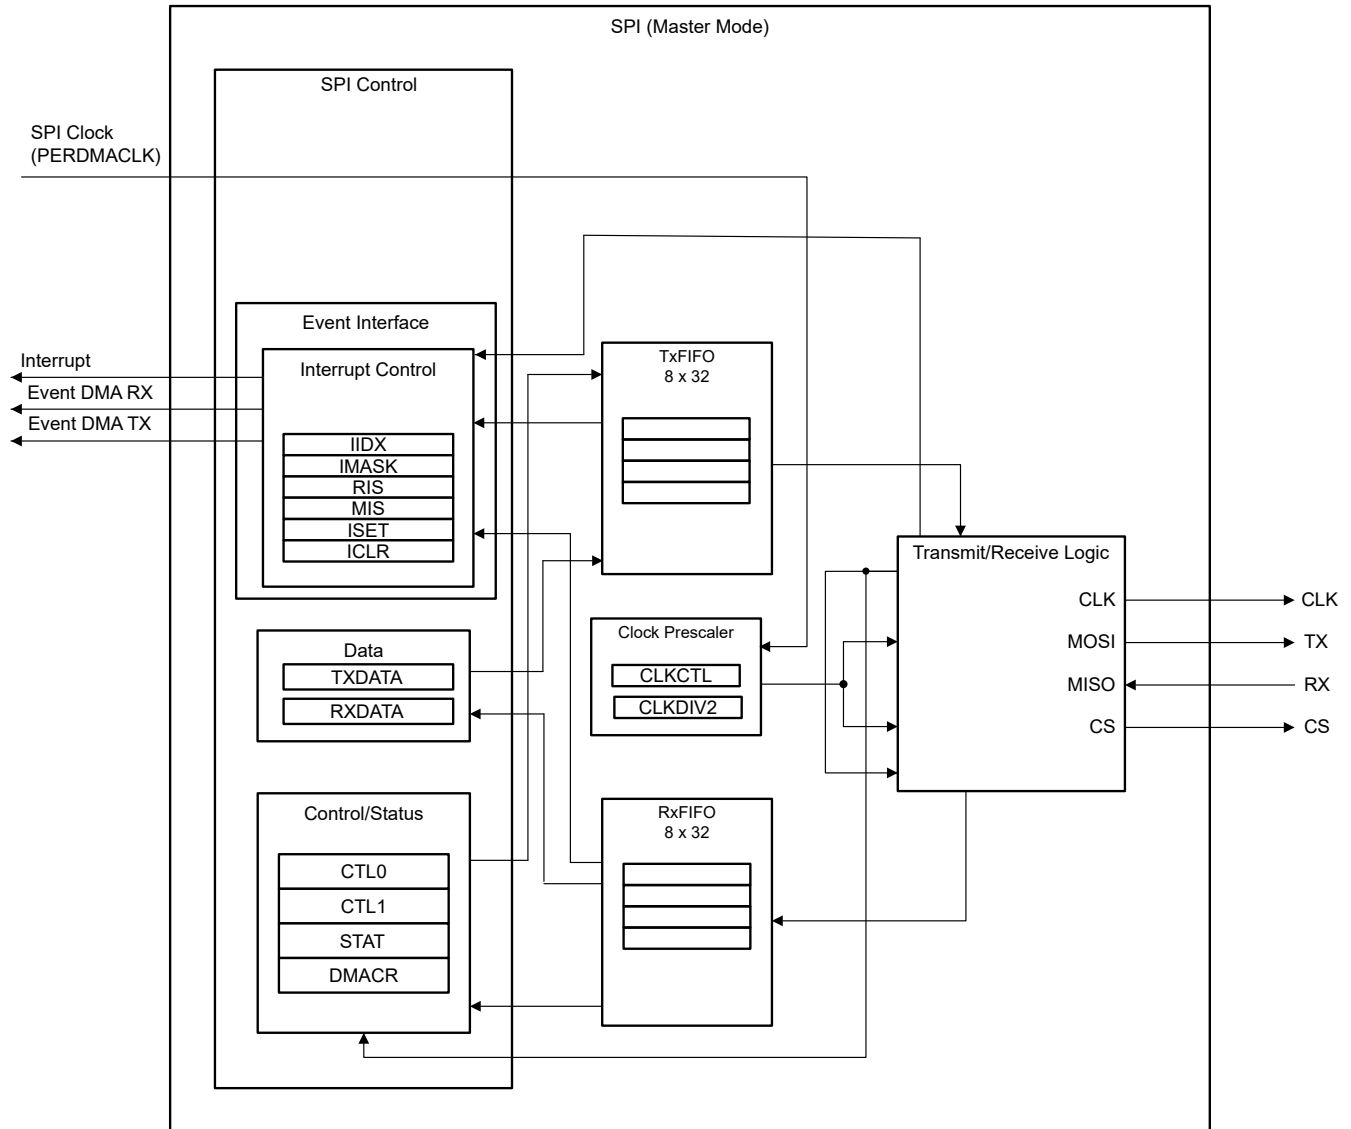 SPI (Master Mode)
SPI Control
SPI Clock
(PERDMACLK)
Event Interface
Interrupt Control
IIDX
IMASK
RIS
MIS
ISET
ICLR
Interrupt
Event DMA RX
Event DMA TX
TxFIFO
8 x 32
Data
TXDATA
RXDATA
Clock Prescaler
CLKCTL
CLKDIV2
Transmit/Receive Logic
CLK
MOSI
MISO
CS
CLK
TX
RX
CS
Control/Status
CTL0
CTL1
STAT
DMACR
RxFIFO
8 x 32